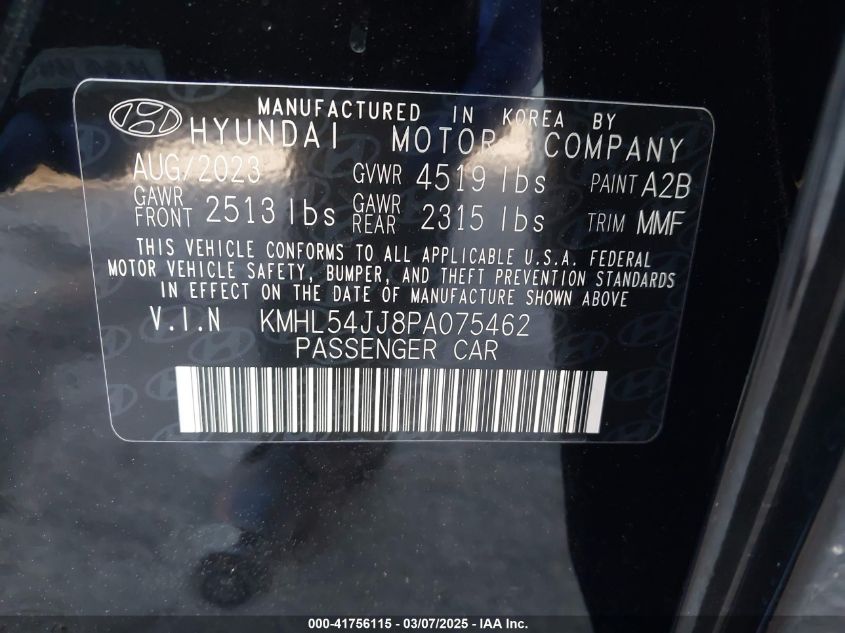 MANUFACTURED IN KOREA BY
HYUNDAI MOTOR COMPANY
AUG/2023 GVWR 4519 lbs PAINT A2B
GAWR FRONT 2513 lbs GAWR REAR 2315 lbs TRIM MMF
THIS VEHICLE CONFORMS TO ALL APPLICABLE U.S.A. FEDERAL
MOTOR VEHICLE SAFETY, BUMPER, AND THEFT PREVENTION STANDARDS
IN EFFECT ON THE DATE OF MANUFACTURE SHOWN ABOVE
V.I.N KMHL54JJ8PA075462
PASSENGER CAR
000-41756115 - 03/07/2025 - IAA Inc.